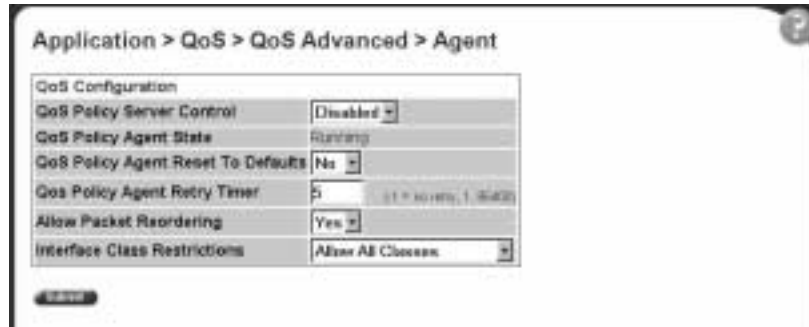 Application > QoS > QoS Advanced > Agent
QoS Configuration
QoS Policy Server Control Disabled
QoS Policy Agent State Running
QoS Policy Agent Reset To Defaults No
Qos Policy Agent Retry Timer 5
Allow Packet Reordering Yes
Interface Class Restrictions Allow All Classes
Submit
?